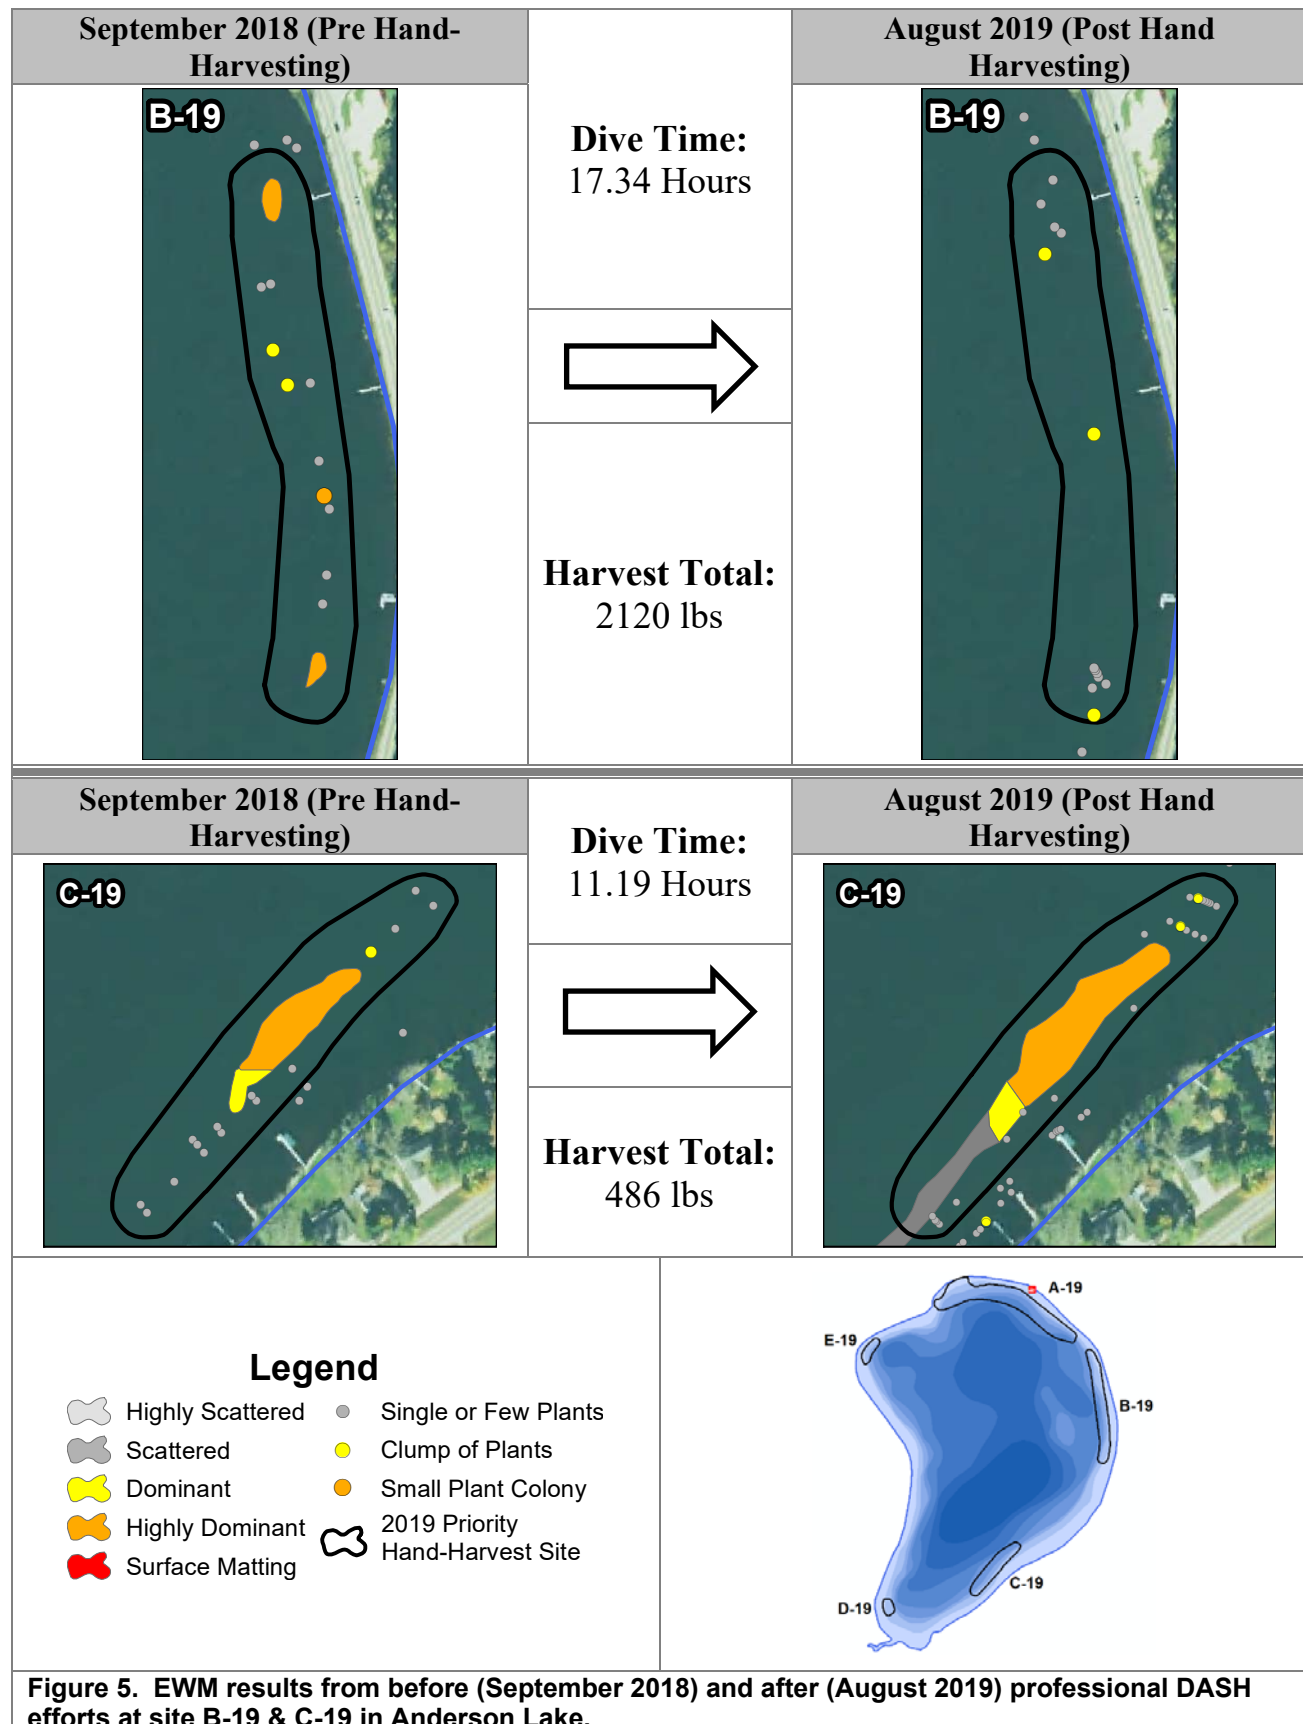 September 2018 (Pre Hand-
Harvesting)
August 2019 (Post Hand
Harvesting)
B-19
Dive Time:
17.34 Hours
Harvest Total:
2120 lbs
B-19
September 2018 (Pre Hand-
Harvesting)
August 2019 (Post Hand
Harvesting)
C-19
Dive Time:
11.19 Hours
Harvest Total:
486 lbs
C-19
Legend
Highly Scattered
Scattered
Dominant
Highly Dominant
Surface Matting
Single or Few Plants
Clump of Plants
Small Plant Colony
2019 Priority
Hand-Harvest Site
A-19
E-19
B-19
C-19
D-19
Figure 5. EWM results from before (September 2018) and after (August 2019) professional DASH
efforts at site B-19 & C-19 in Anderson Lake.